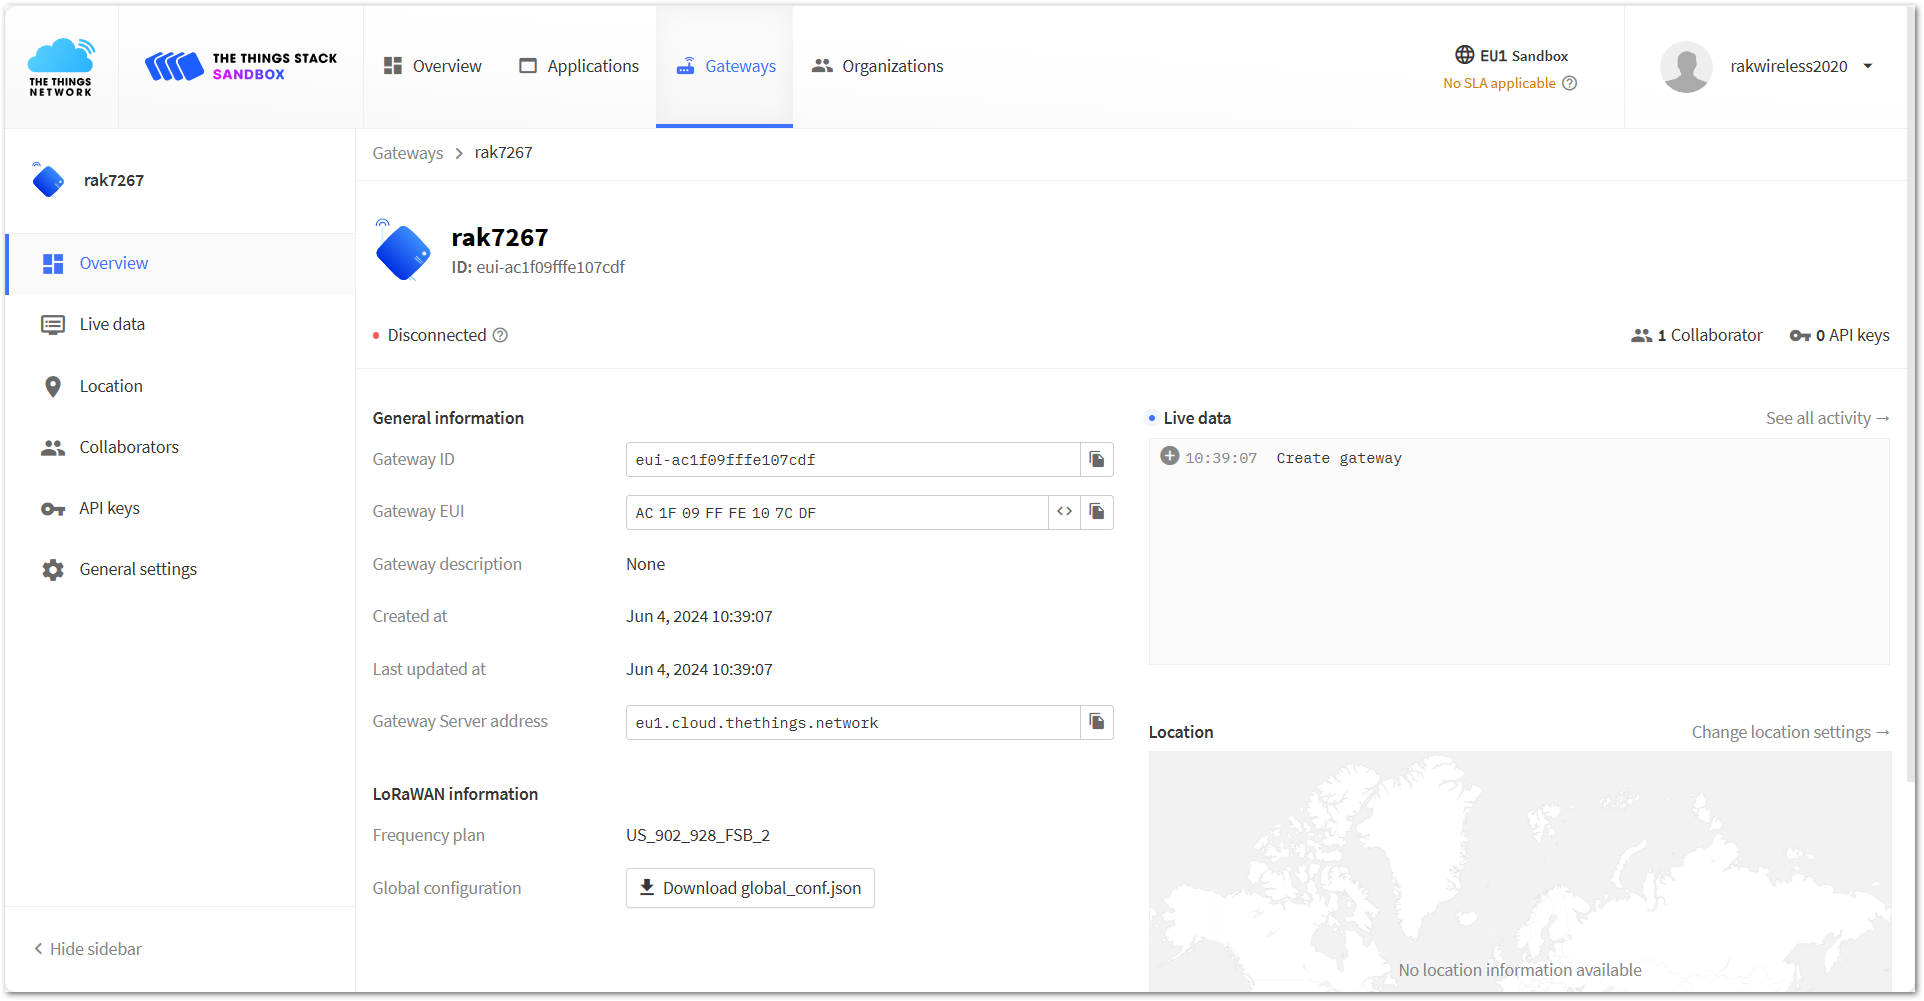 THE THINGS
NETWORK
THE THINGS STACK
SANDBOX
Overview
Applications
Gateways
Organizations
EU1 Sandbox
No SLA applicable
rakwireless2020
rak7267
Overview
Live data
Location
Collaborators
API keys
General settings
Hide sidebar
Gateways > rak7267
rak7267
ID: eui-ac1f09fffe107cdf
Disconnected
1 Collaborator
0 API keys
General information
Gateway ID
eui-ac1f09fffe107cdf
Gateway EUI
AC 1F 09 FF FE 10 7C DF
Gateway description
None
Created at
Jun 4, 2024 10:39:07
Last updated at
Jun 4, 2024 10:39:07
Gateway Server address
eu1.cloud.thethings.network
LoRaWAN information
Frequency plan
US_902_928_FSB_2
Global configuration
Download global_conf.json
Live data
See all activity →
10:39:07 Create gateway
Location
Change location settings →
No location information available